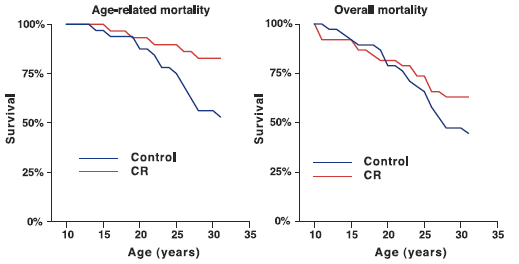 Age-related mortality
100%
75%
50%
25%
0%
Survival
Control
CR
10 15 20 25 30 35
Age (years)
Overall mortality
100%
75%
50%
25%
0%
Survival
Control
CR
10 15 20 25 30 35
Age (years)